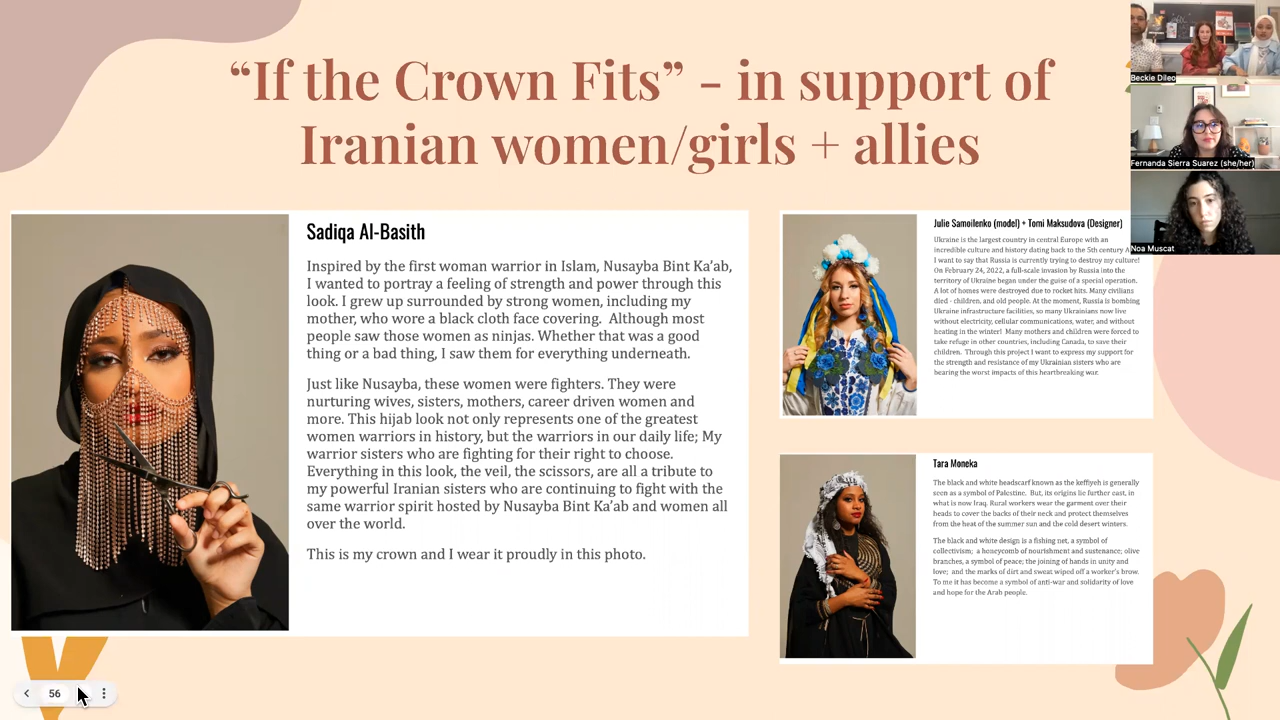 “If the Crown Fits” - in support of
Iranian women/girls + allies
Sadiqa Al-Basith
Inspired by the first woman warrior in Islam, Nusayba Bint Ka’ab,
I wanted to portray a feeling of strength and power through this
look. I grew up surrounded by strong women, including my
mother, who wore a black cloth face covering.  Although most
people saw those women as ninjas. Whether that was a good
thing or a bad thing, I saw them for everything underneath.
Just like Nusayba, these women were fighters. They were
nurturing wives, sisters, mothers, career driven women and
more. This hijab look not only represents one of the greatest
women warriors in history, but the warriors in our daily life; My
warrior sisters who are fighting for their right to choose.
Everything in this look, the veil, the scissors, are all a tribute to
my powerful Iranian sisters who are continuing to fight with the
same warrior spirit hosted by Nusayba Bint Ka’ab and women all
over the world.
This is my crown and I wear it proudly in this photo.
Julie Samoilenko (model) + Tomi Maksudova (Designer)
Ukraine is the largest country in central Europe with an
incredible culture and history dating back to the 5th century
I want to say that Russia is currently trying to destroy my culture!
On February 24, 2022, a full-scale invasion by Russia into the
territory of Ukraine began under the guise of a special operation.
A lot of homes were destroyed due to rocket hits. Many civilians
died - children, and old people. At the moment, Russia is bombing
Ukraine infrastructure facilities, so many Ukrainians now live
without electricity, cellular communications, water, and without
heating in the winter!  Many mothers and children were forced to
take refuge in other countries, including Canada, to save their
children.  Through this project I want to express my support for
the strength and resistance of my Ukrainian sisters who are
bearing the worst impacts of this heartbreaking war.
Tara Moneka
The black and white headscarf known as the keffiyeh is generally
seen as a symbol of Palestine.  But, its origins lie further east, in
what is now Iraq. Rural workers wear the garment over their
heads to cover the backs of their neck and protect themselves
from the heat of the summer sun and the cold desert winters.
The black and white design is a fishing net, a symbol of
collectivism;  a honeycomb of nourishment and sustenance; olive
branches, a symbol of peace; the joining of hands in unity and
love;  and the marks of dirt and sweat wiped off a worker’s brow.
To me it has become a symbol of anti-war and solidarity of love
and hope for the Arab people.
Beckie Dileo
Fernanda Sierra Suarez (she/her)
Noa Muscat
56